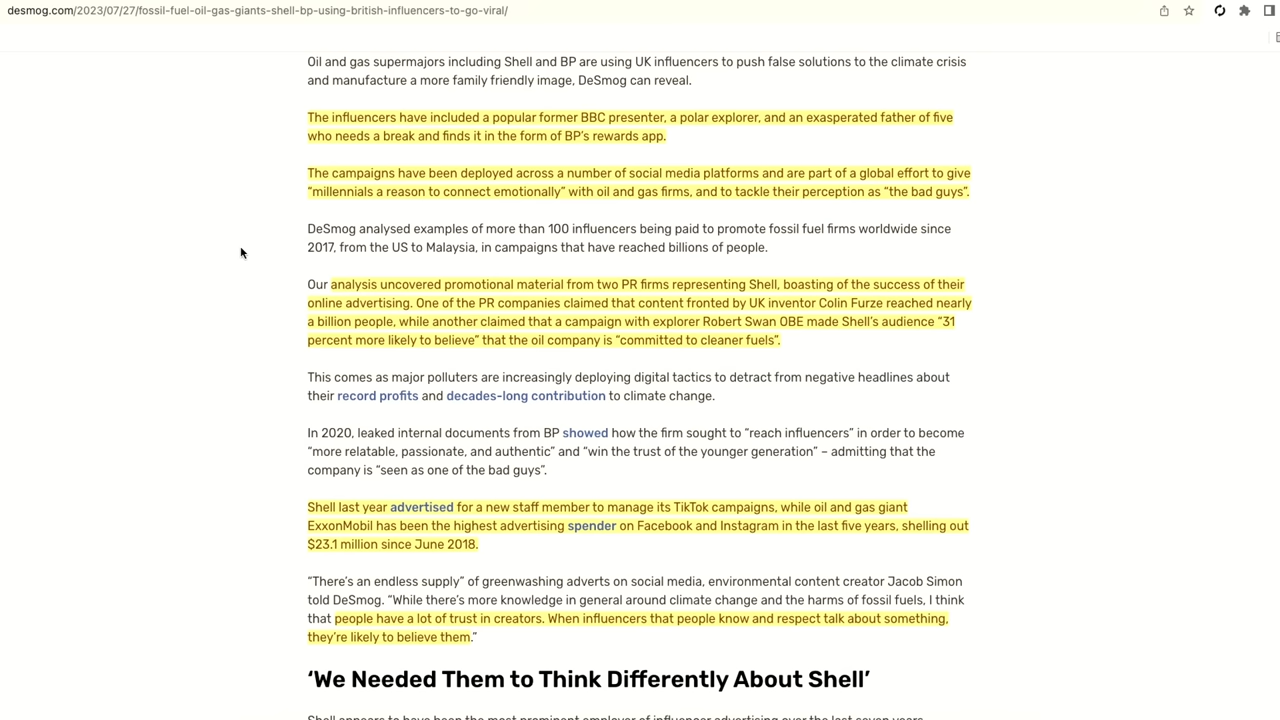 desmog.com/2023/07/27/fossil-fuel-oil-gas-giants-shell-bp-using-british-influencers-to-go-viral/
Oil and gas supermajors including Shell and BP are using UK influencers to push false solutions to the climate crisis
and manufacture a more family friendly image, DeSmog can reveal.
The influencers have included a popular former BBC presenter, a polar explorer, and an exasperated father of five
who needs a break and finds it in the form of BP’s rewards app.
The campaigns have been deployed across a number of social media platforms and are part of a global effort to give
“millennials a reason to connect emotionally” with oil and gas firms, and to tackle their perception as “the bad guys”.
DeSmog analysed examples of more than 100 influencers being paid to promote fossil fuel firms worldwide since
2017, from the US to Malaysia, in campaigns that have reached billions of people.
Our analysis uncovered promotional material from two PR firms representing Shell, boasting of the success of their
online advertising. One of the PR companies claimed that content fronted by UK inventor Colin Furze reached nearly
a billion people, while another claimed that a campaign with explorer Robert Swan OBE made Shell’s audience “31
percent more likely to believe” that the oil company is “committed to cleaner fuels”.
This comes as major polluters are increasingly deploying digital tactics to detract from negative headlines about
their record profits and decades-long contribution to climate change.
In 2020, leaked internal documents from BP showed how the firm sought to “reach influencers” in order to become
“more relatable, passionate, and authentic” and “win the trust of the younger generation” – admitting that the
company is “seen as one of the bad guys”.
Shell last year advertised for a new staff member to manage its TikTok campaigns, while oil and gas giant
ExxonMobil has been the highest advertising spender on Facebook and Instagram in the last five years, shelling out
$23.1 million since June 2018.
“There’s an endless supply” of greenwashing adverts on social media, environmental content creator Jacob Simon
told DeSmog. “While there’s more knowledge in general around climate change and the harms of fossil fuels, I think
that people have a lot of trust in creators. When influencers that people know and respect talk about something,
they’re likely to believe them.”
‘We Needed Them to Think Differently About Shell’
Shell appears to have been the most prominent employer of influencer advertising over the last seven years